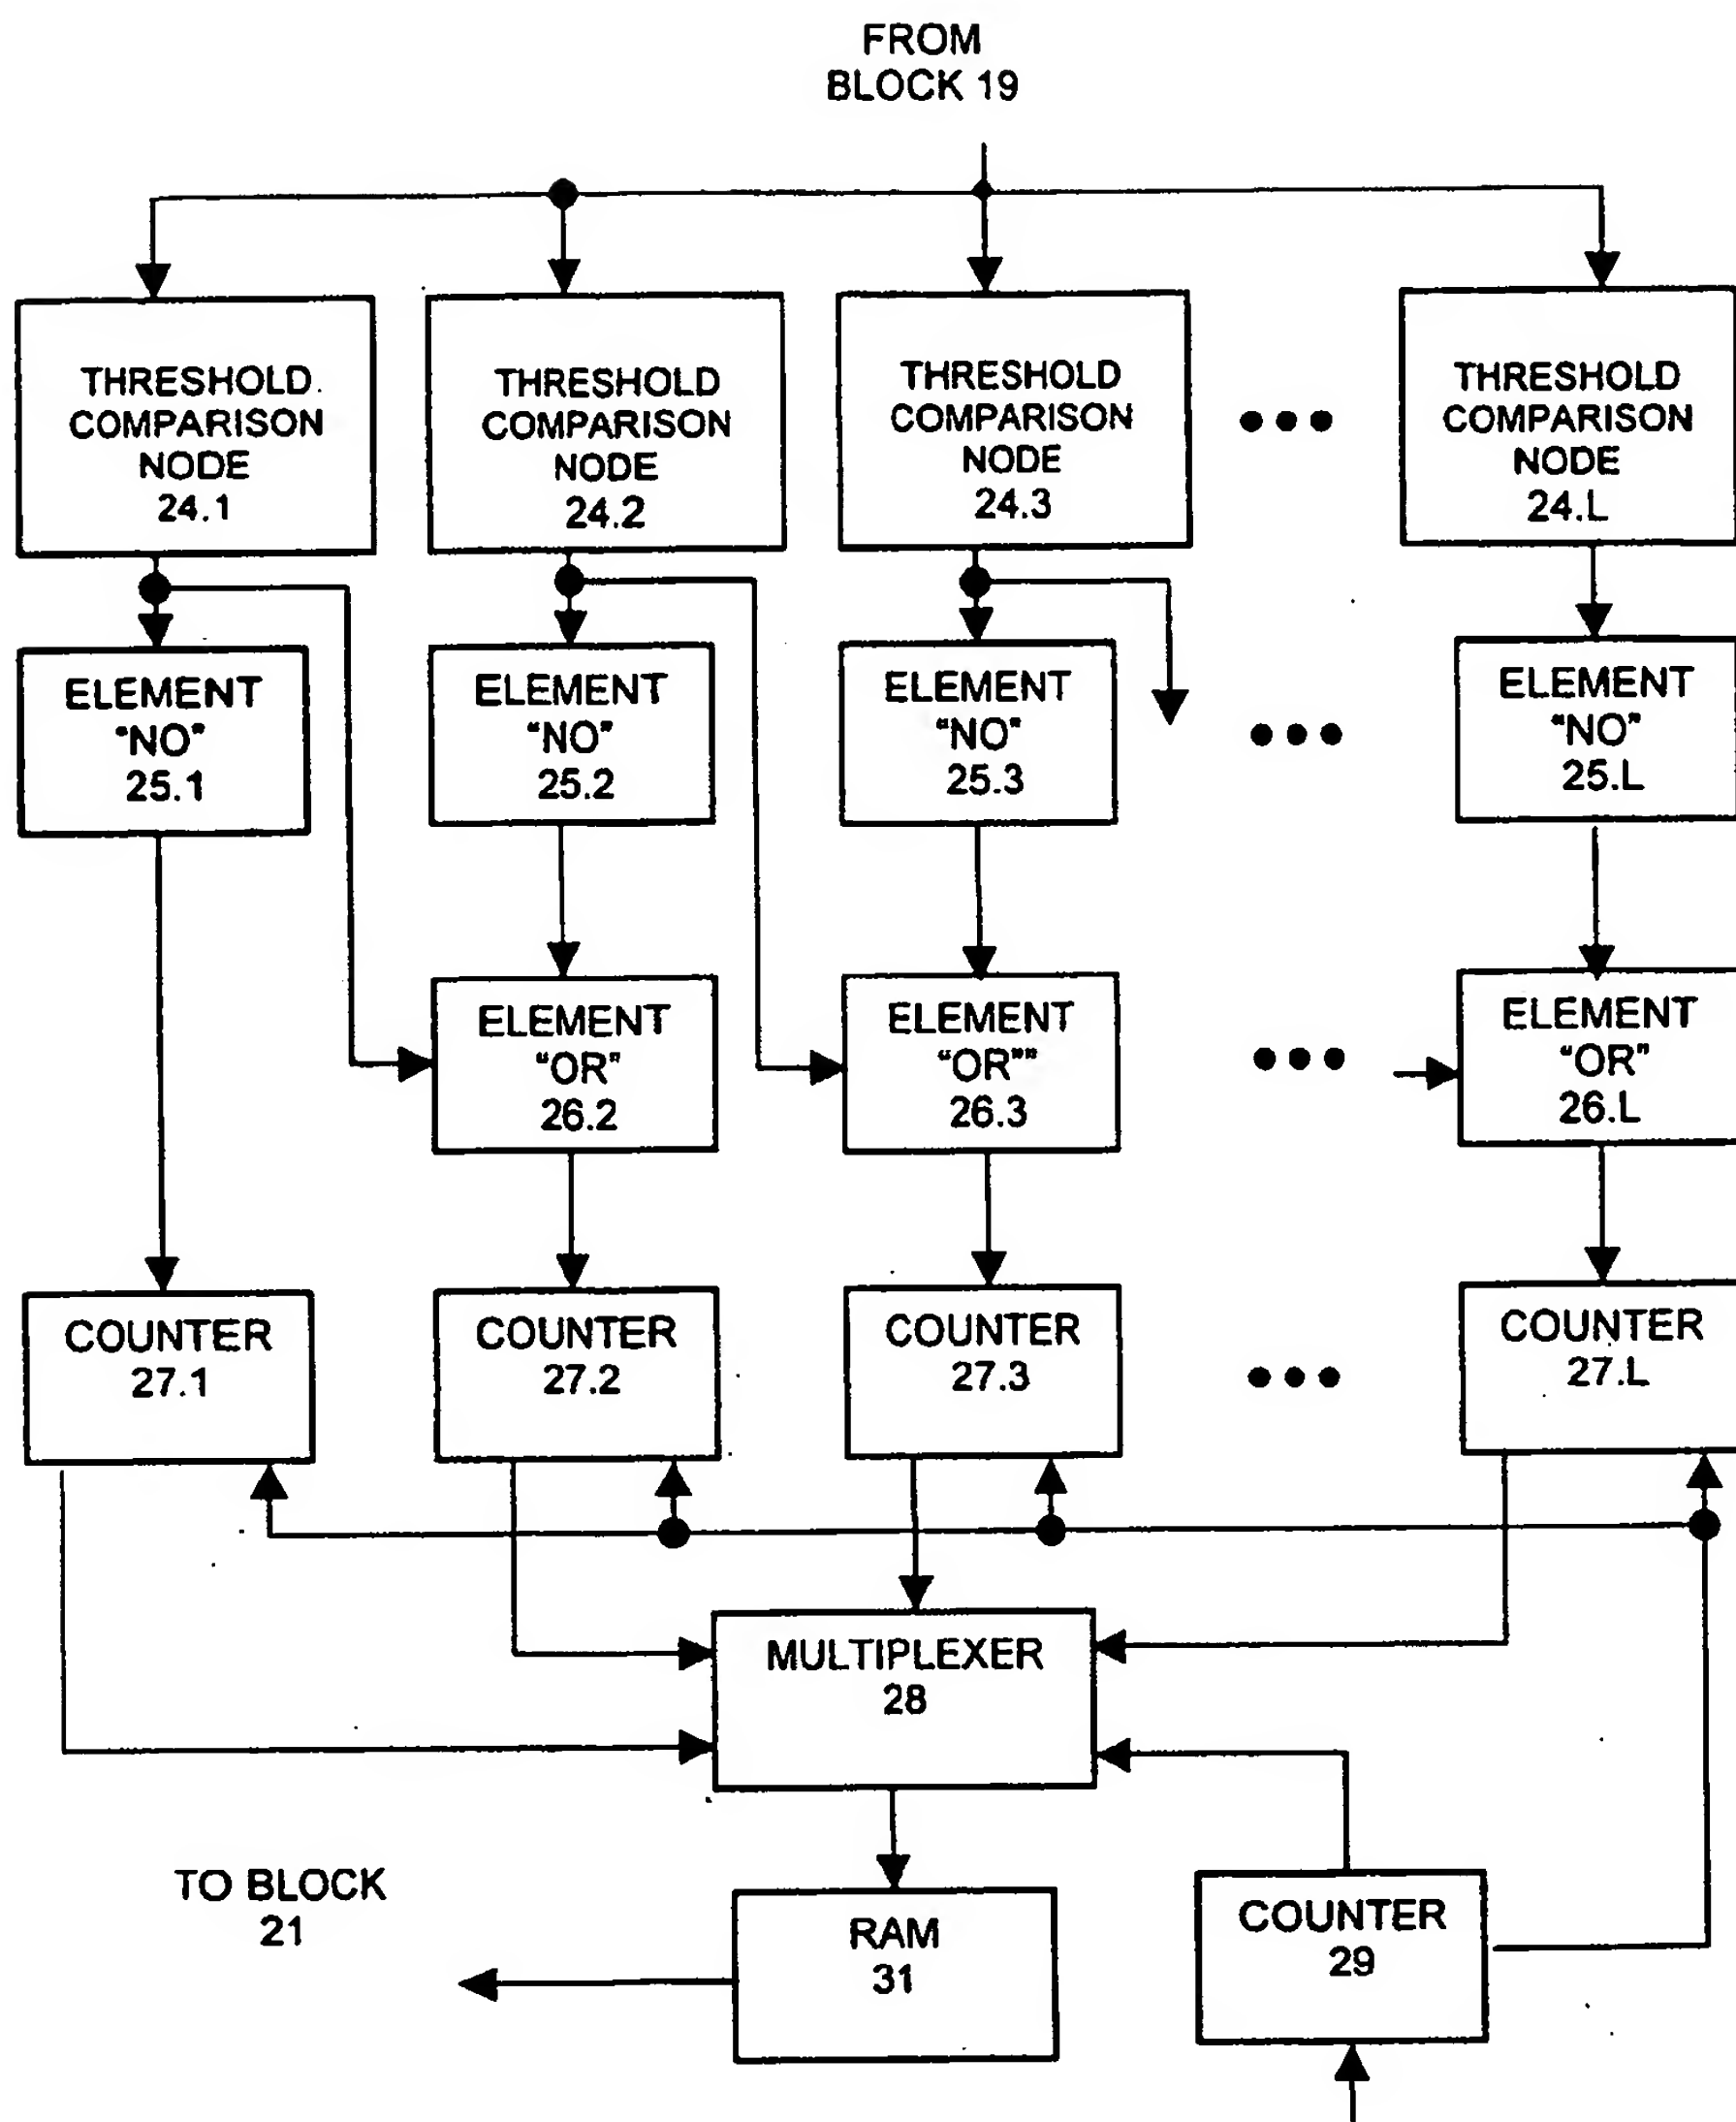 FROM
BLOCK 19
THRESHOLD.
COMPARISON
NODE
24.1
THRESHOLD
COMPARISON
NODE
24.2
THRESHOLD
COMPARISON
NODE
24.3
THRESHOLD
COMPARISON
NODE
24.L
ELEMENT
"NO"
25.1
ELEMENT
"NO"
25.2
ELEMENT
"NO"
25.3
ELEMENT
"NO"
25.L
ELEMENT
"OR"
26.2
ELEMENT
"OR""
26.3
ELEMENT
"OR"
26.L
COUNTER
27.1
COUNTER
27.2
COUNTER
27.3
COUNTER
27.L
MULTIPLEXER
28
TO BLOCK
21
RAM
31
COUNTER
29